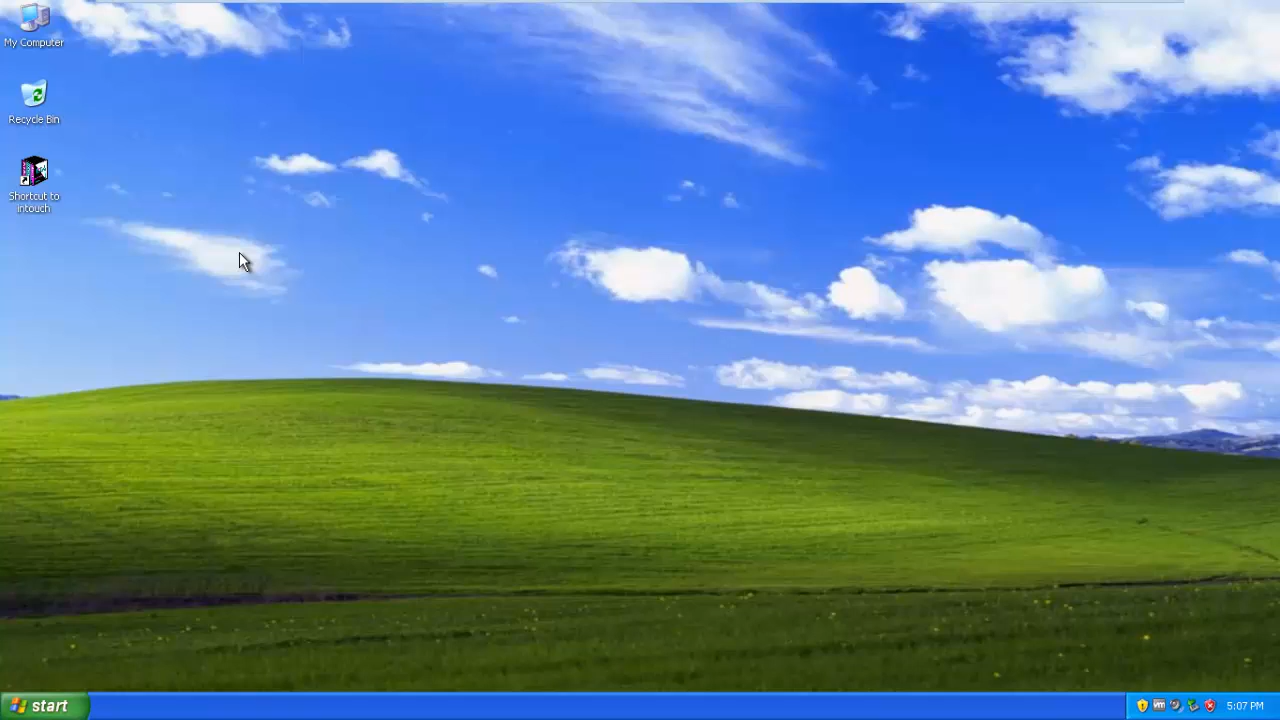 My Computer
Recycle Bin
Shortcut to
intouch
start
5:07 PM